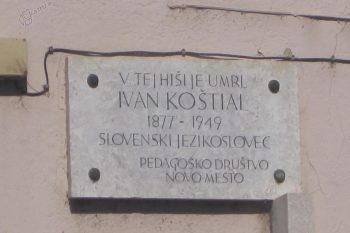 V TEJ HIŠI JE UMRL
IVAN KOŠTIAL
1877 - 1949
SLOVENSKI JEZIKOSLOVEC
PEDAGOŠKO DRUŠTVO
NOVO MESTO